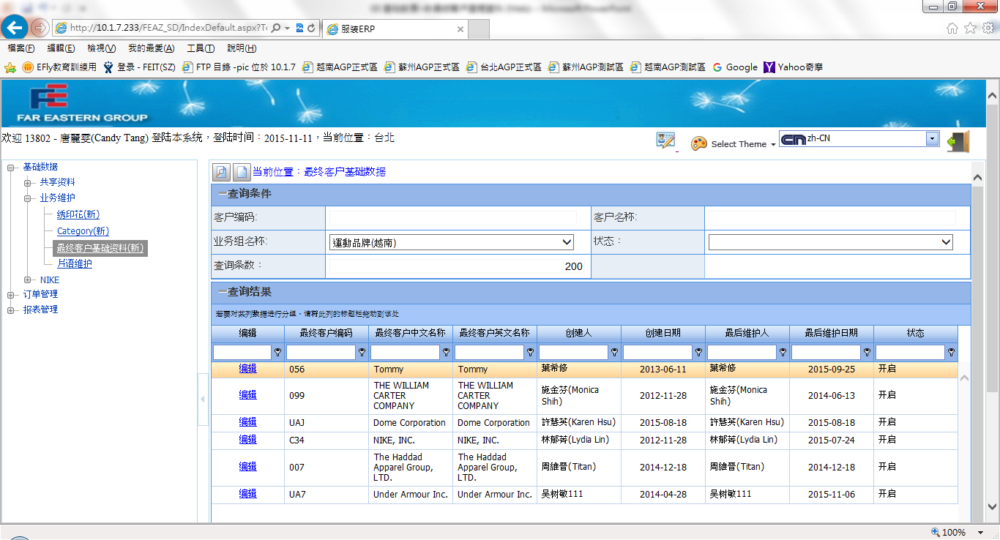 http://10.1.7.233/FEAZ_SD/IndexDefault.aspx?T
服装ERP
檔案(F) 編輯(E) 檢視(V) 我的最愛(A) 工具(T) 說明(H)
EFly教育訓練用 登录 - FEIT(SZ) FTP 目錄 -pic 位於 10.1.7 越南AGP正式區 蘇州AGP正式區 台北AGP正式區 蘇州AGP測試區 越南AGP測試區 Google Yahoo奇摩
FAR EASTERN GROUP
欢迎 13802 - 唐麗雯(Candy Tang) 登陆本系统，登陆时间：2015-11-11，当前位置：台北
Select Theme
zh-CN
基础数据
共享资料
业务维护
绣印花(新)
Category(新)
最终客户基础资料(新)
片语维护
NIKE
订单管理
报表管理
当前位置：最终客户基础数据
查询条件
客户编码: 客户名称:
业务组名称: 運動品牌(越南) 状态：
查询条数： 200
查询结果
若要对某列数据进行分组，请将此列的标题栏拖动到该处
编辑 最终客户编码 最终客户中文名称 最终客户英文名称 创建人 创建日期 最后维护人 最后维护日期 状态
编辑 056 Tommy Tommy 葉希修 2013-06-11 葉希修 2015-09-25 开启
编辑 099 THE WILLIAM CARTER COMPANY THE WILLIAM CARTER COMPANY 施金芬(Monica Shih) 2012-11-28 施金芬(Monica Shih) 2014-06-13 开启
编辑 UAJ Dome Corporation Dome Corporation 許慧英(Karen Hsu) 2015-08-18 許慧英(Karen Hsu) 2015-08-18 开启
编辑 C34 NIKE, INC. NIKE, INC. 林郁菁(Lydia Lin) 2012-11-28 林郁菁(Lydia Lin) 2015-07-24 开启
编辑 007 The Haddad Apparel Group, LTD. The Haddad Apparel Group, LTD. 周維晋(Titan) 2014-12-18 周維晋(Titan) 2014-12-18 开启
编辑 UA7 Under Armour Inc. Under Armour Inc. 吴树敏111 2014-04-28 吴树敏111 2015-11-06 开启
100%